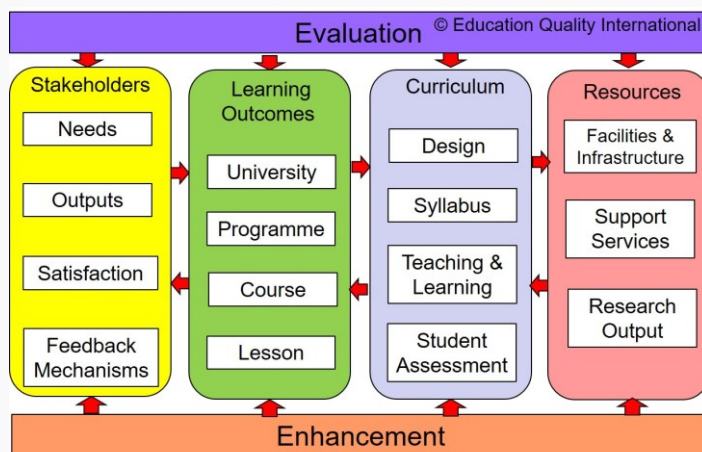 Evaluation © Education Quality International
Stakeholders
Needs
Outputs
Satisfaction
Feedback
Mechanisms
Learning
Outcomes
University
Programme
Course
Lesson
Curriculum
Design
Syllabus
Teaching &
Learning
Student
Assessment
Resources
Facilities &
Infrastructure
Support
Services
Research
Output
Enhancement